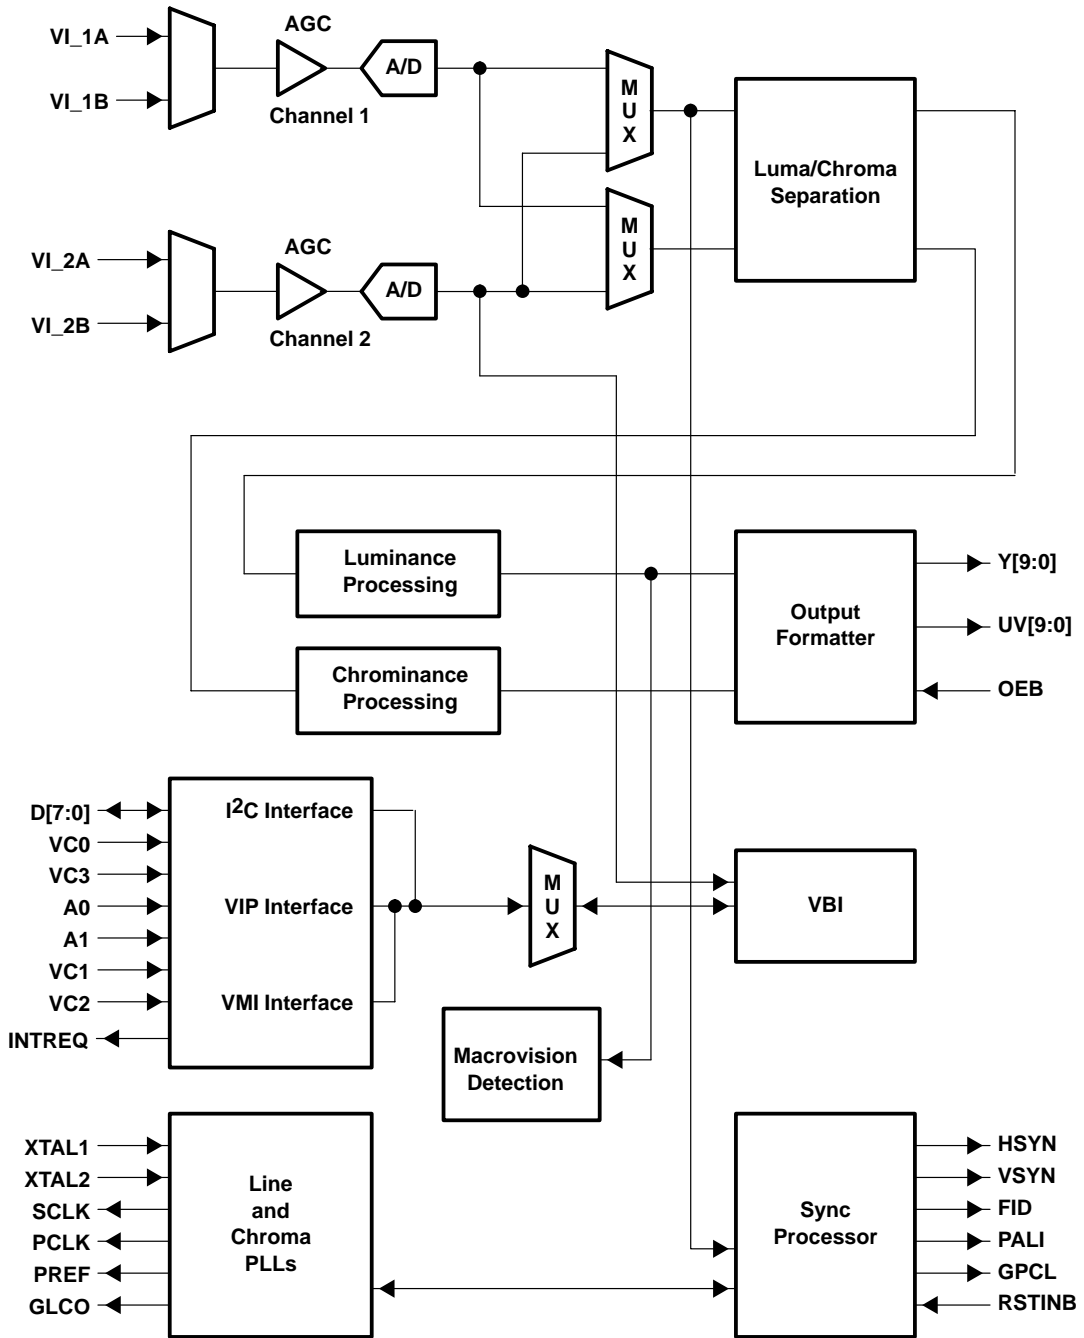 VI_1A
AGC
A/D
VI_1B
Channel 1
M
U
X
Luma/Chroma
Separation
M
U
X
VI_2A
AGC
A/D
VI_2B
Channel 2
Luminance
Processing
Chrominance
Processing
Output
Formatter
Y[9:0]
UV[9:0]
OEB
D[7:0]
VC0
VC3
A0
A1
VC1
VC2
INTREQ
I2C Interface
VIP Interface
VMI Interface
M
U
X
VBI
Macrovision
Detection
XTAL1
XTAL2
SCLK
PCLK
PREF
GLCO
Line
and
Chroma
PLLs
Sync
Processor
HSYN
VSYN
FID
PALI
GPCL
RSTINB